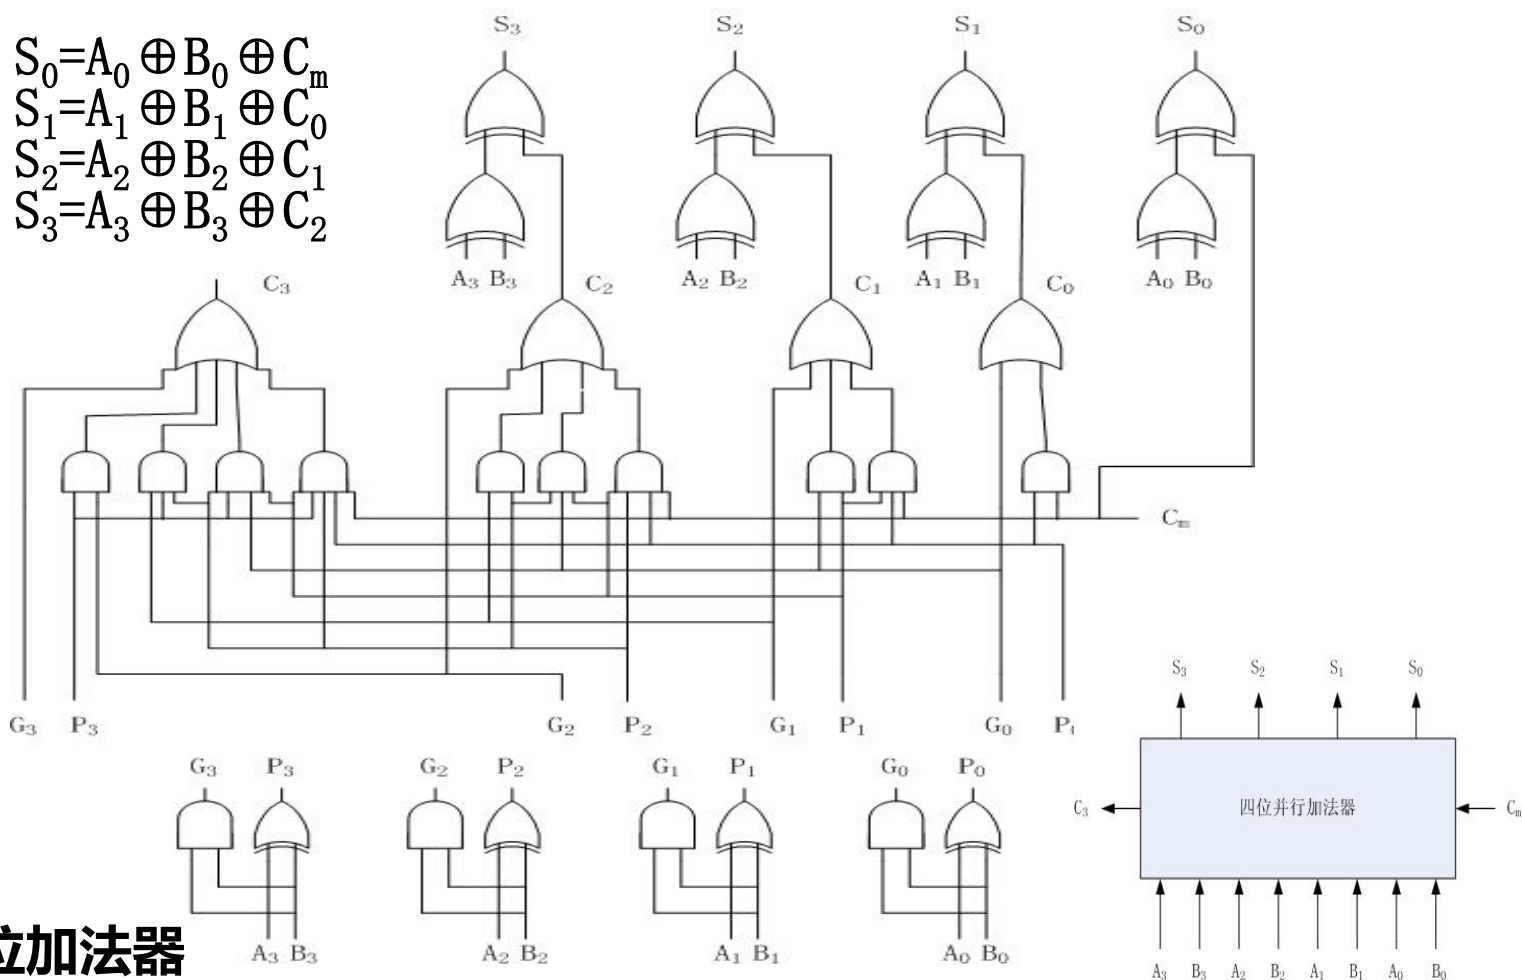 S₀=A₀⊕B₀⊕Cₘ
S₁=A₁⊕B₁⊕C₀
S₂=A₂⊕B₂⊕C₁
S₃=A₃⊕B₃⊕C₂
S₃ S₂ S₁ S₀
A₃ B₃ A₂ B₂ A₁ B₁ A₀ B₀
C₃ C₂ C₁ C₀
Cₘ
G₃ P₃ G₂ P₂ G₁ P₁ G₀ P
G₃ P₃ G₂ P₂ G₁ P₁ G₀ P₀
A₃ B₃ A₂ B₂ A₁ B₁ A₀ B₀
S₃ S₂ S₁ S₀
C₃ 四位并行加法器 Cₘ
A₃ B₃ A₂ B₂ A₁ B₁ A₀ B₀
位加法器